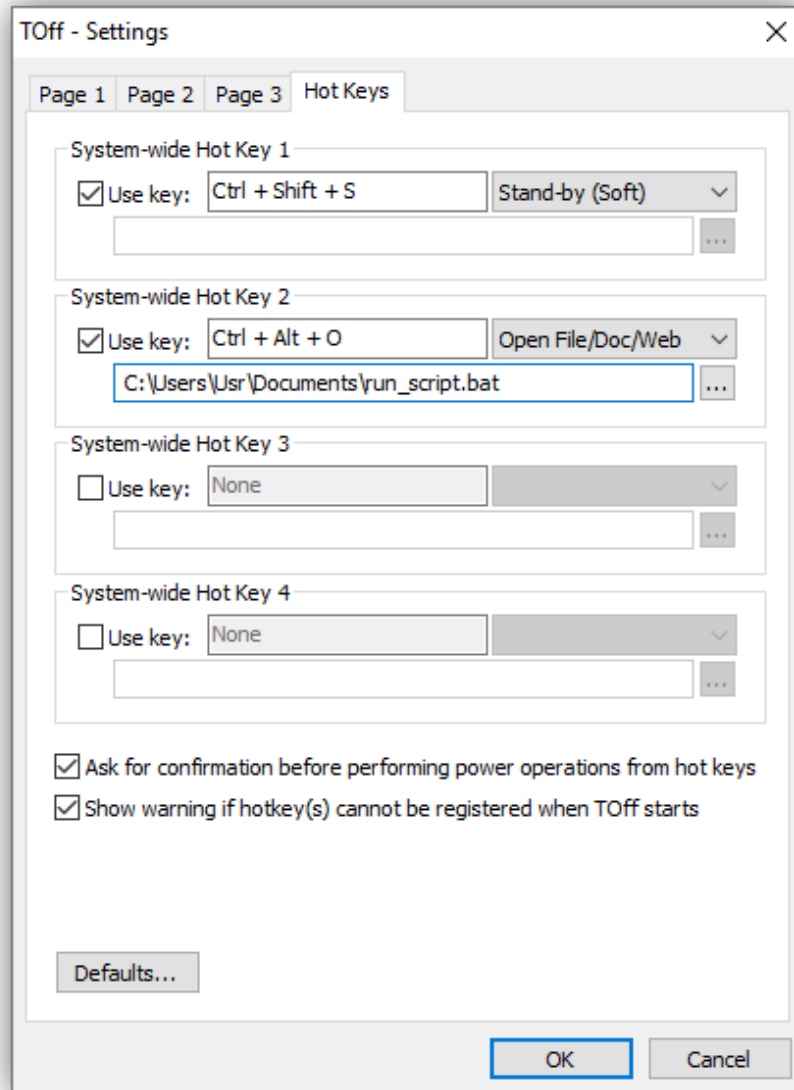 TOff - Settings
Page 1 Page 2 Page 3 Hot Keys
System-wide Hot Key 1
Use key: Ctrl + Shift + S Stand-by (Soft)
...
System-wide Hot Key 2
Use key: Ctrl + Alt + O Open File/Doc/Web
C:\Users\Usr\Documents\run_script.bat ...
System-wide Hot Key 3
Use key: None
...
System-wide Hot Key 4
Use key: None
...
Ask for confirmation before performing power operations from hot keys
Show warning if hotkey(s) cannot be registered when TOff starts
Defaults...
OK Cancel